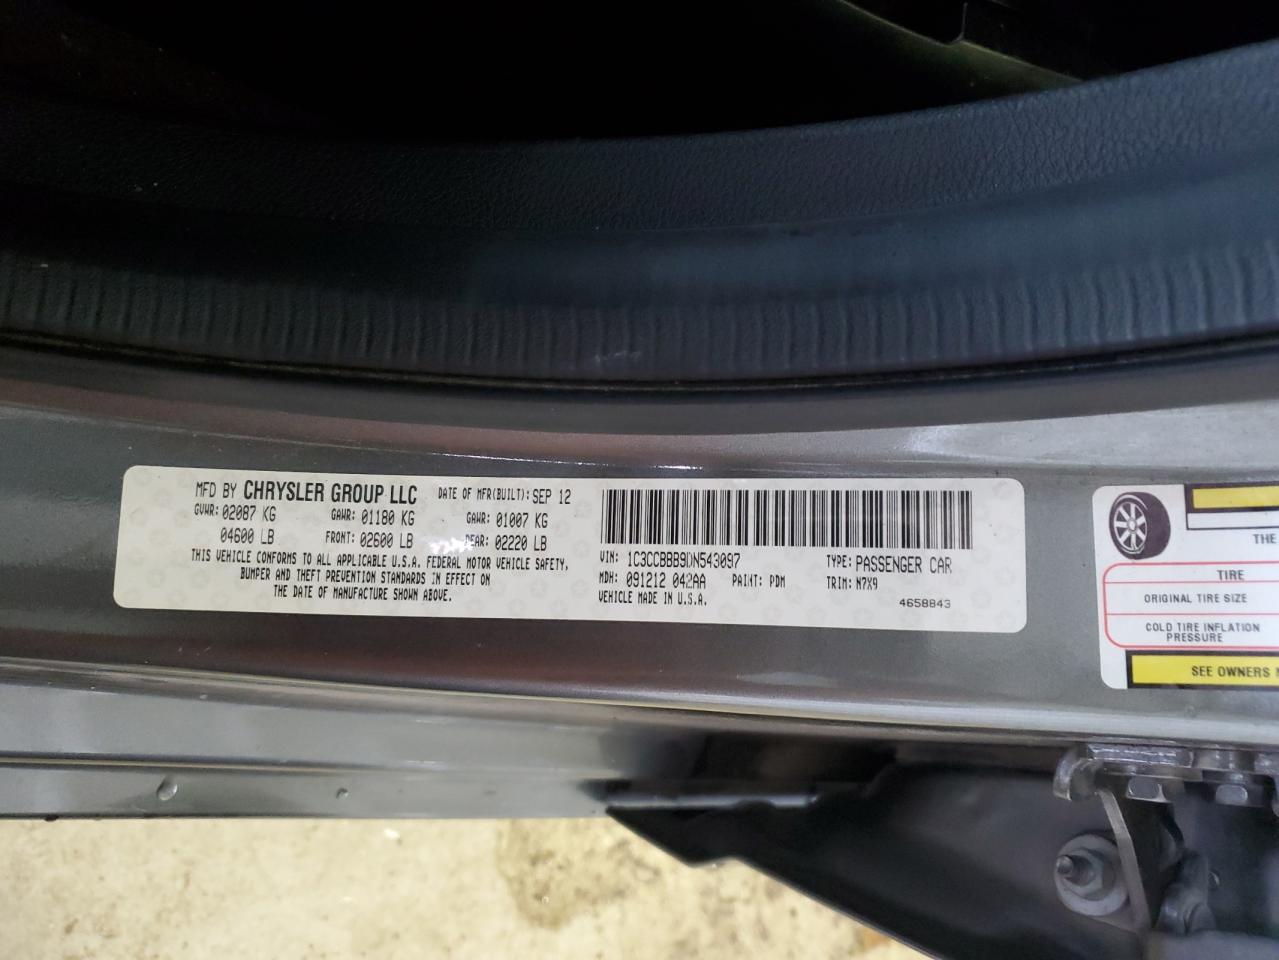 MFD BY CHRYSLER GROUP LLC DATE OF MFR(BUILT): SEP 12
GVWR: 02087 KG GAWR: 01180 KG GAWR: 01007 KG
04600 LB FRONT: 02600 LB REAR: 02220 LB
THIS VEHICLE CONFORMS TO ALL APPLICABLE U.S.A. FEDERAL MOTOR VEHICLE SAFETY,
BUMPER AND THEFT PREVENTION STANDARDS IN EFFECT ON
THE DATE OF MANUFACTURE SHOWN ABOVE.
VIN: 1C3CCBBB9DN543097 TYPE: PASSENGER CAR
MDH: 091212 042AA PAINT: PDM TRIM: N7X9
VEHICLE MADE IN U.S.A.
4658843
THE
TIRE
ORIGINAL TIRE SIZE
COLD TIRE INFLATION
PRESSURE
SEE OWNERS